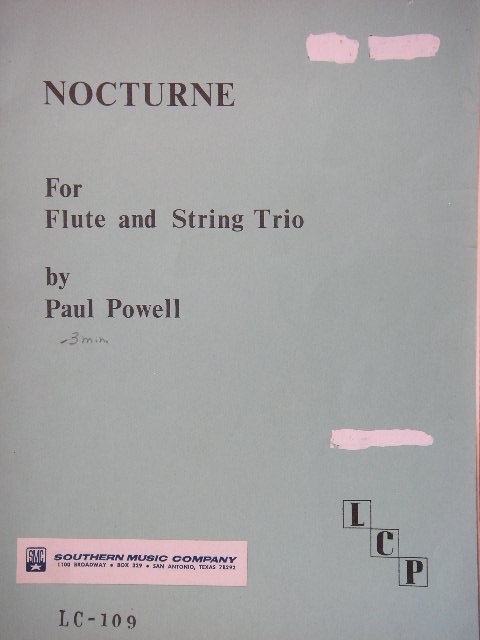 NOCTURNE
For
Flute and String Trio
by
Paul Powell
~3 min
L
C
P
SMC
SOUTHERN MUSIC COMPANY
1100 BROADWAY • BOX 329 • SAN ANTONIO, TEXAS 78292
LC-109